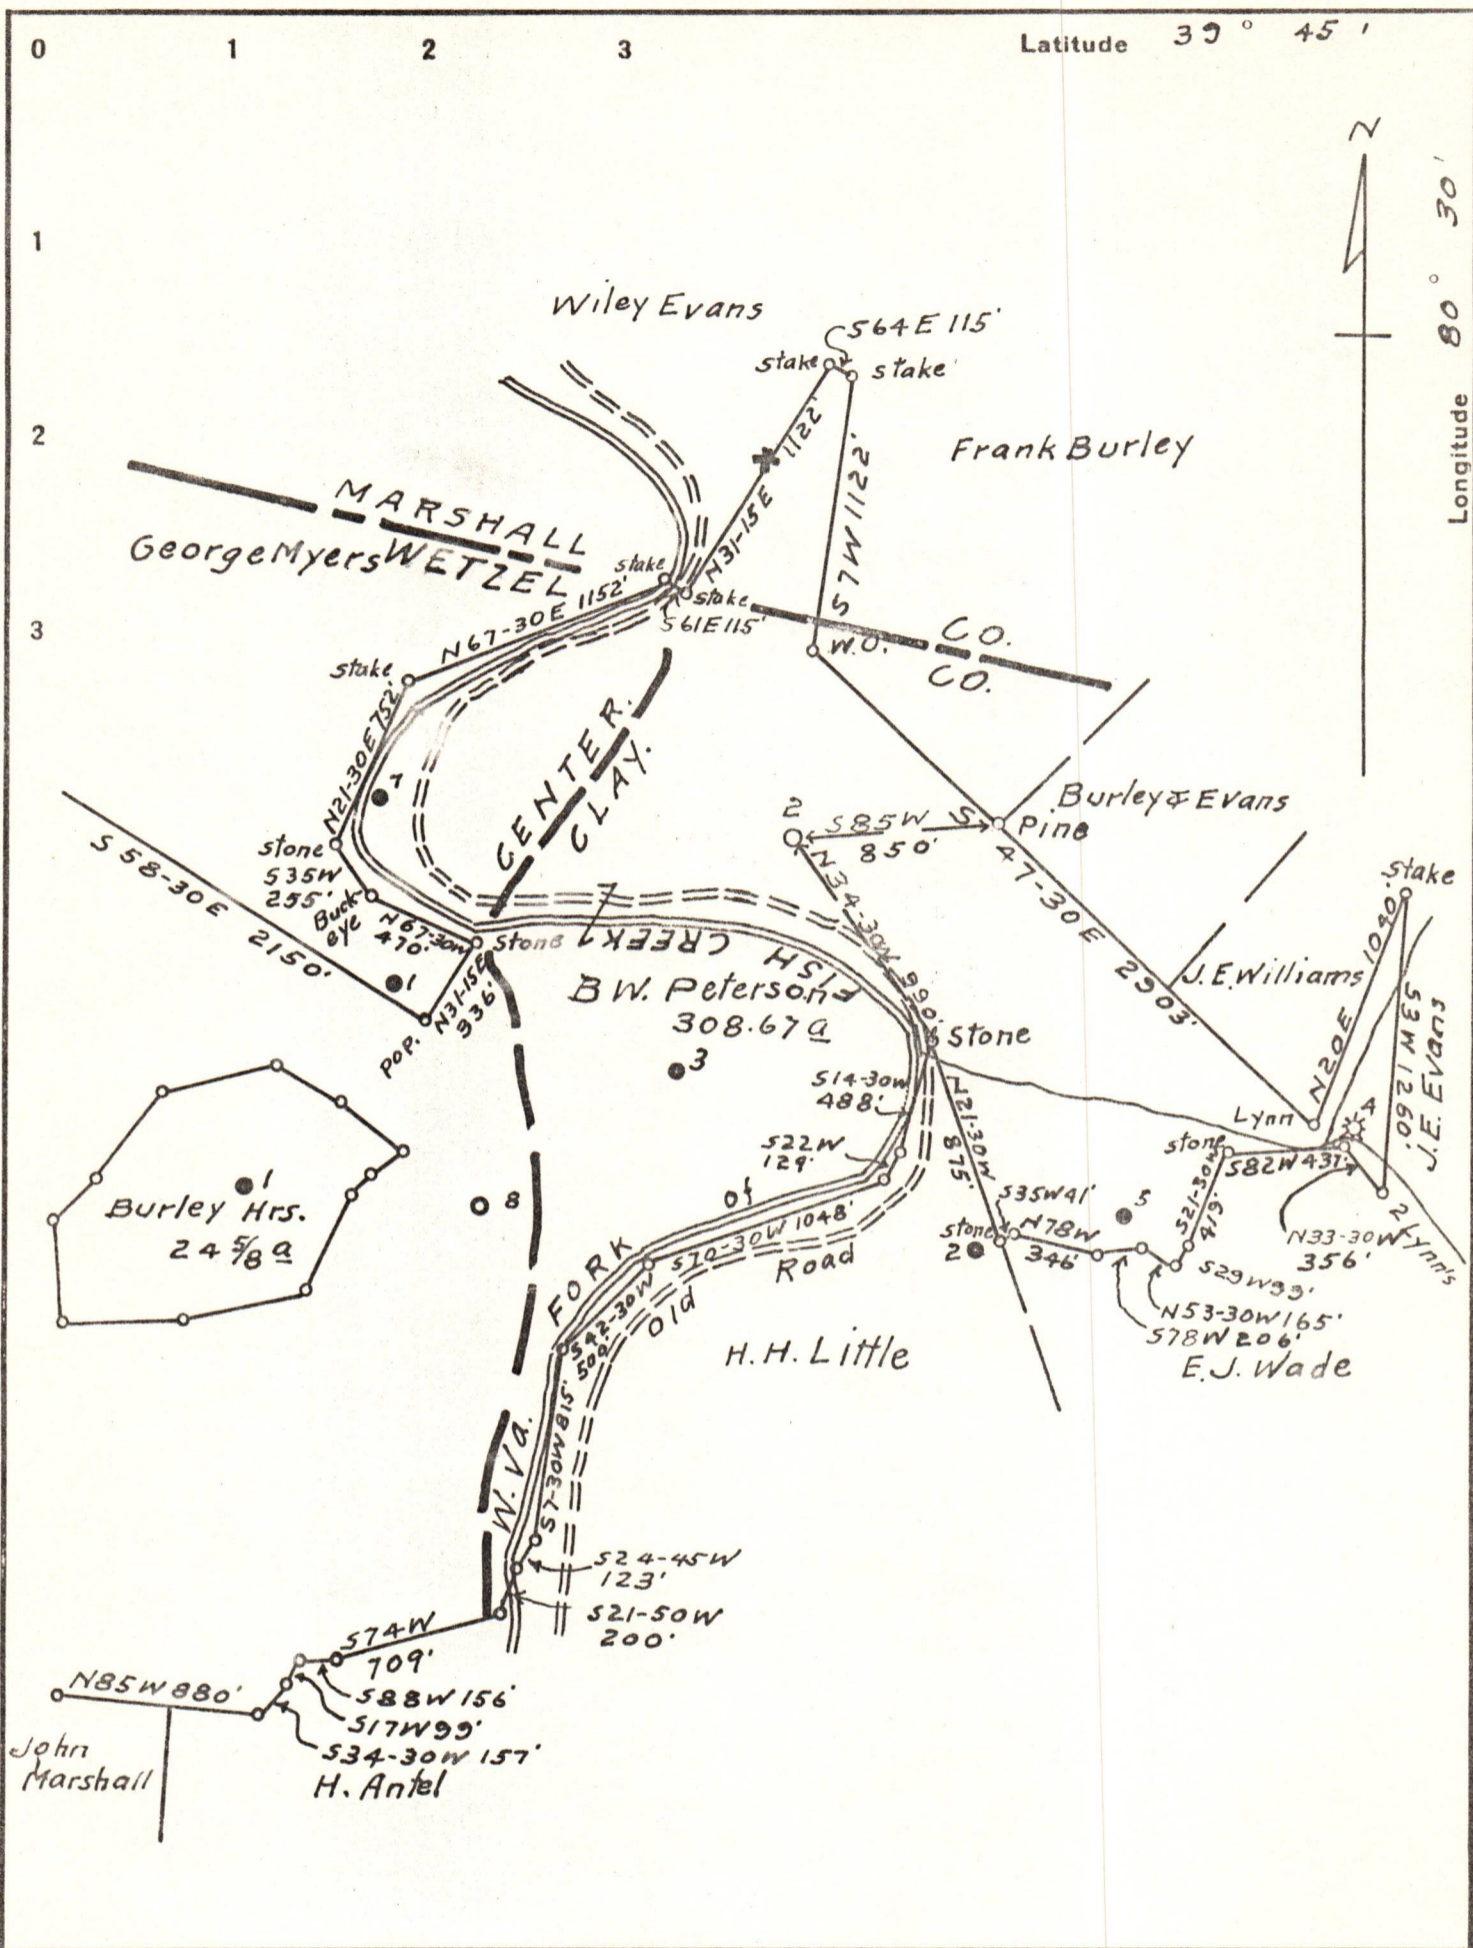 0 1 2 3 Latitude 39° 45'
N
Longitude 80° 30'
1
Wiley Evans
S64E 115'
stake
stake
2
Frank Burley
N31-15E 1122'
S7W 1122'
MARSHALL CO.
George Myers
WETZEL CO.
stake
stake
S61E 115'
3
N67-30E 1152'
W.O.
stake
N21-30E 752'
CENTER.
CLAY.
7
Burley & Evans
2
S85W
850'
Pine
S 47-30E 2903'
stone
S35W
255'
Buck-
eye
N67-30W
470'
stone
S 58-30E 2150'
1
N31-15E
336'
pop.
FISH CREEK
N34-30W 990'
J.E. Williams
stake
N20E 1040'
S3W 1260'
J.E. Evans
B.W. Peterson
308.67 a
3
Stone
S14-30W
488'
S22W
129'
N21-30W
875'
Lynn
4
stone
S82W 437'
S21-30W
419'
N33-30W
356'
2 Lynn's
Burley Hrs.
1
24 5/8 a
8
of
S70-30W 1048'
Road
Old
S35W 41'
stone
2
N78W
346'
5
S29W 99'
N53-30W 165'
S78W 206'
E.J. Wade
FORK
S42-30W
500'
H.H. Little
W. Va.
S7-30W 815'
S24-45W
123'
S21-50W
200'
S74W
709'
S88W 156'
S17W 99'
S34-30W 157'
N85W 880'
John
Marshall
H. Antel